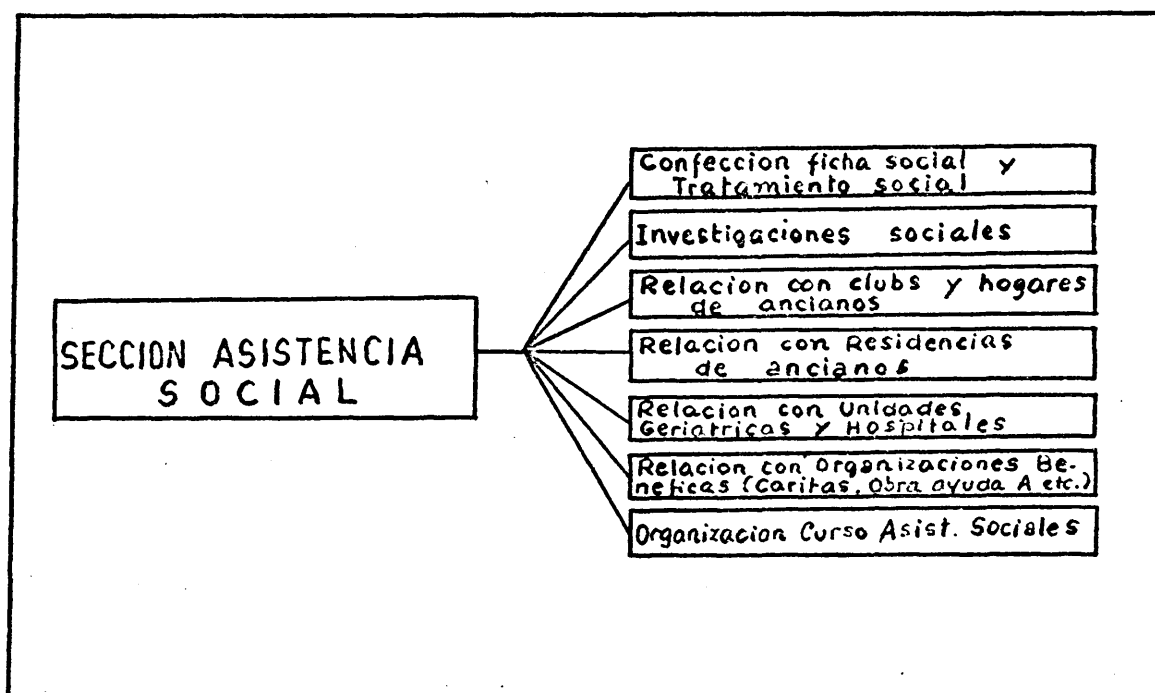 SECCION ASISTENCIA
SOCIAL
Confeccion ficha social y
Tratamiento social
Investigaciones sociales
Relacion con clubs y hogares
de ancianos
Relacion con Residencias
de ancianos
Relacion con Unidades
Geriatricas y Hospitales
Relacion con Organizaciones Be-
neficas (Caritas, Obra ayuda A etc.)
Organizacion Curso Asist. Sociales